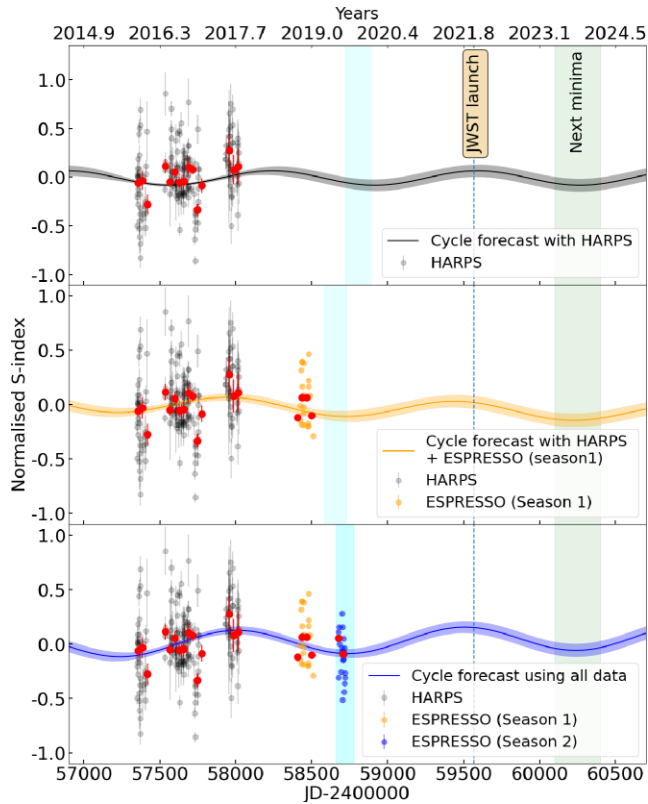 Years
2014.9 2016.3 2017.7 2019.0 2020.4 2021.8 2023.1 2024.5
1.0
0.5
0.0
-0.5
-1.0
JWST launch
Next minima
Cycle forecast with HARPS
HARPS
Normalised S-index
1.0
0.5
0.0
-0.5
-1.0
Cycle forecast with HARPS
+ ESPRESSO (season1)
HARPS
ESPRESSO (Season 1)
1.0
0.5
0.0
-0.5
-1.0
Cycle forecast using all data
HARPS
ESPRESSO (Season 1)
ESPRESSO (Season 2)
57000 57500 58000 58500 59000 59500 60000 60500
JD-2400000